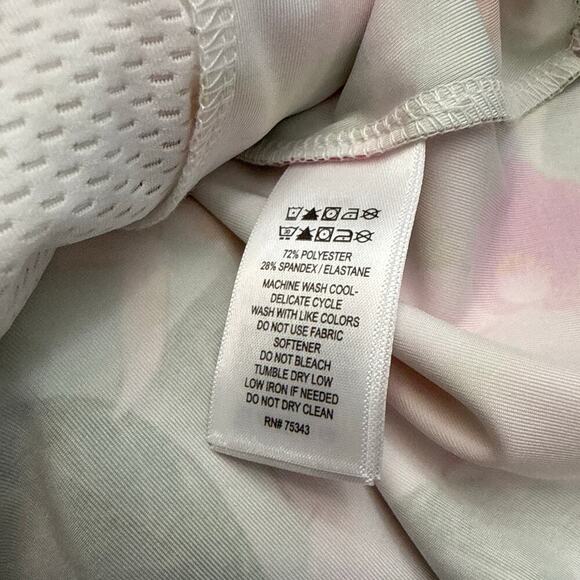 72% POLYESTER
28% SPANDEX / ELASTANE
MACHINE WASH COOL-
DELICATE CYCLE
WASH WITH LIKE COLORS
DO NOT USE FABRIC
SOFTENER
DO NOT BLEACH
TUMBLE DRY LOW
LOW IRON IF NEEDED
DO NOT DRY CLEAN
RN# 75343